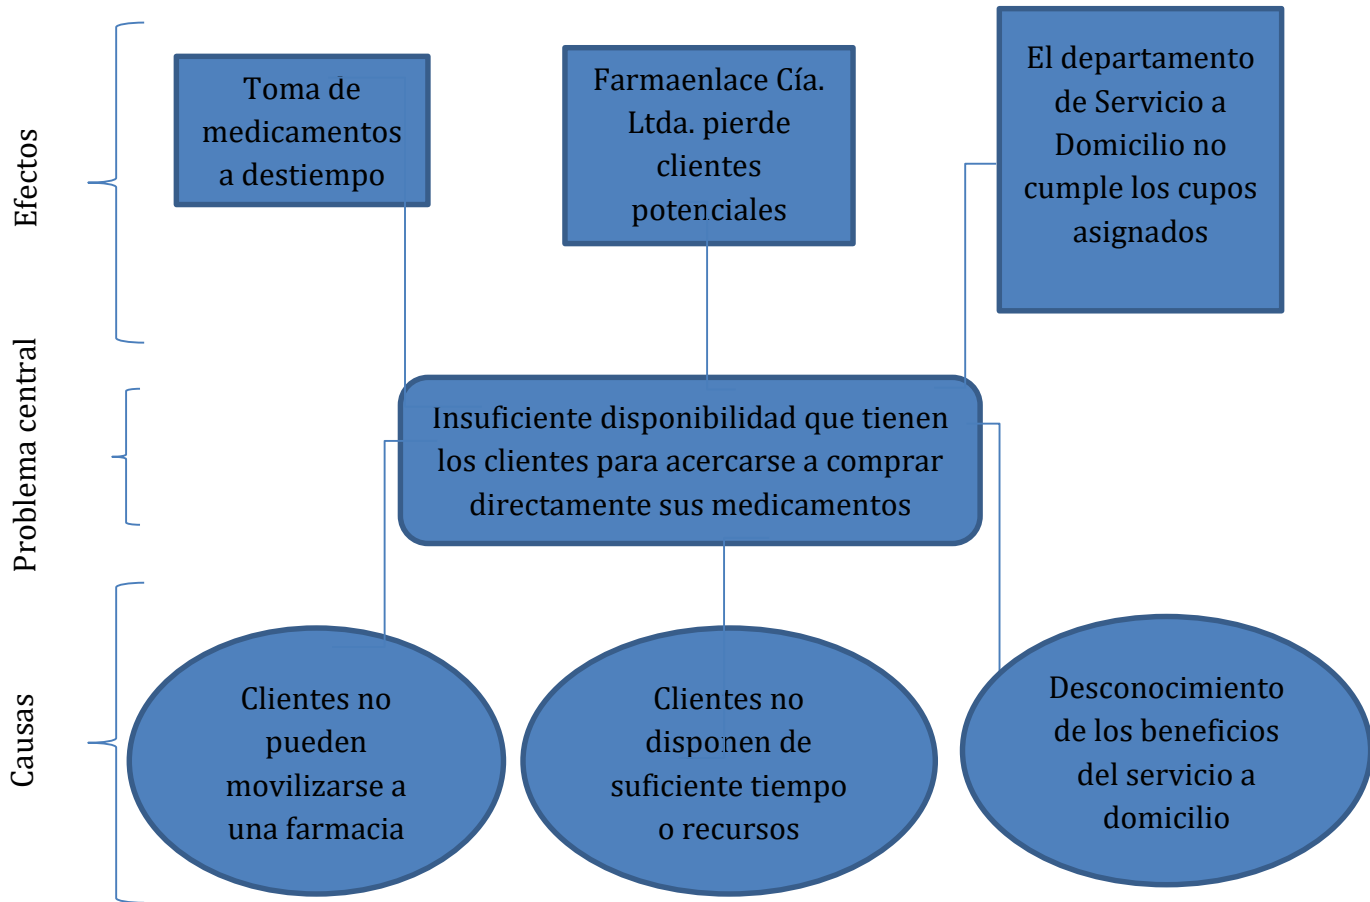 Efectos
Toma de
medicamentos
a destiempo
Farmaenlace Cía.
Ltda. pierde
clientes
potenciales
El departamento
de Servicio a
Domicilio no
cumple los cupos
asignados
Problema central
Insuficiente disponibilidad que tienen
los clientes para acercarse a comprar
directamente sus medicamentos
Causas
Clientes no
pueden
movilizarse a
una farmacia
Clientes no
disponen de
suficiente tiempo
o recursos
Desconocimiento
de los beneficios
del servicio a
domicilio